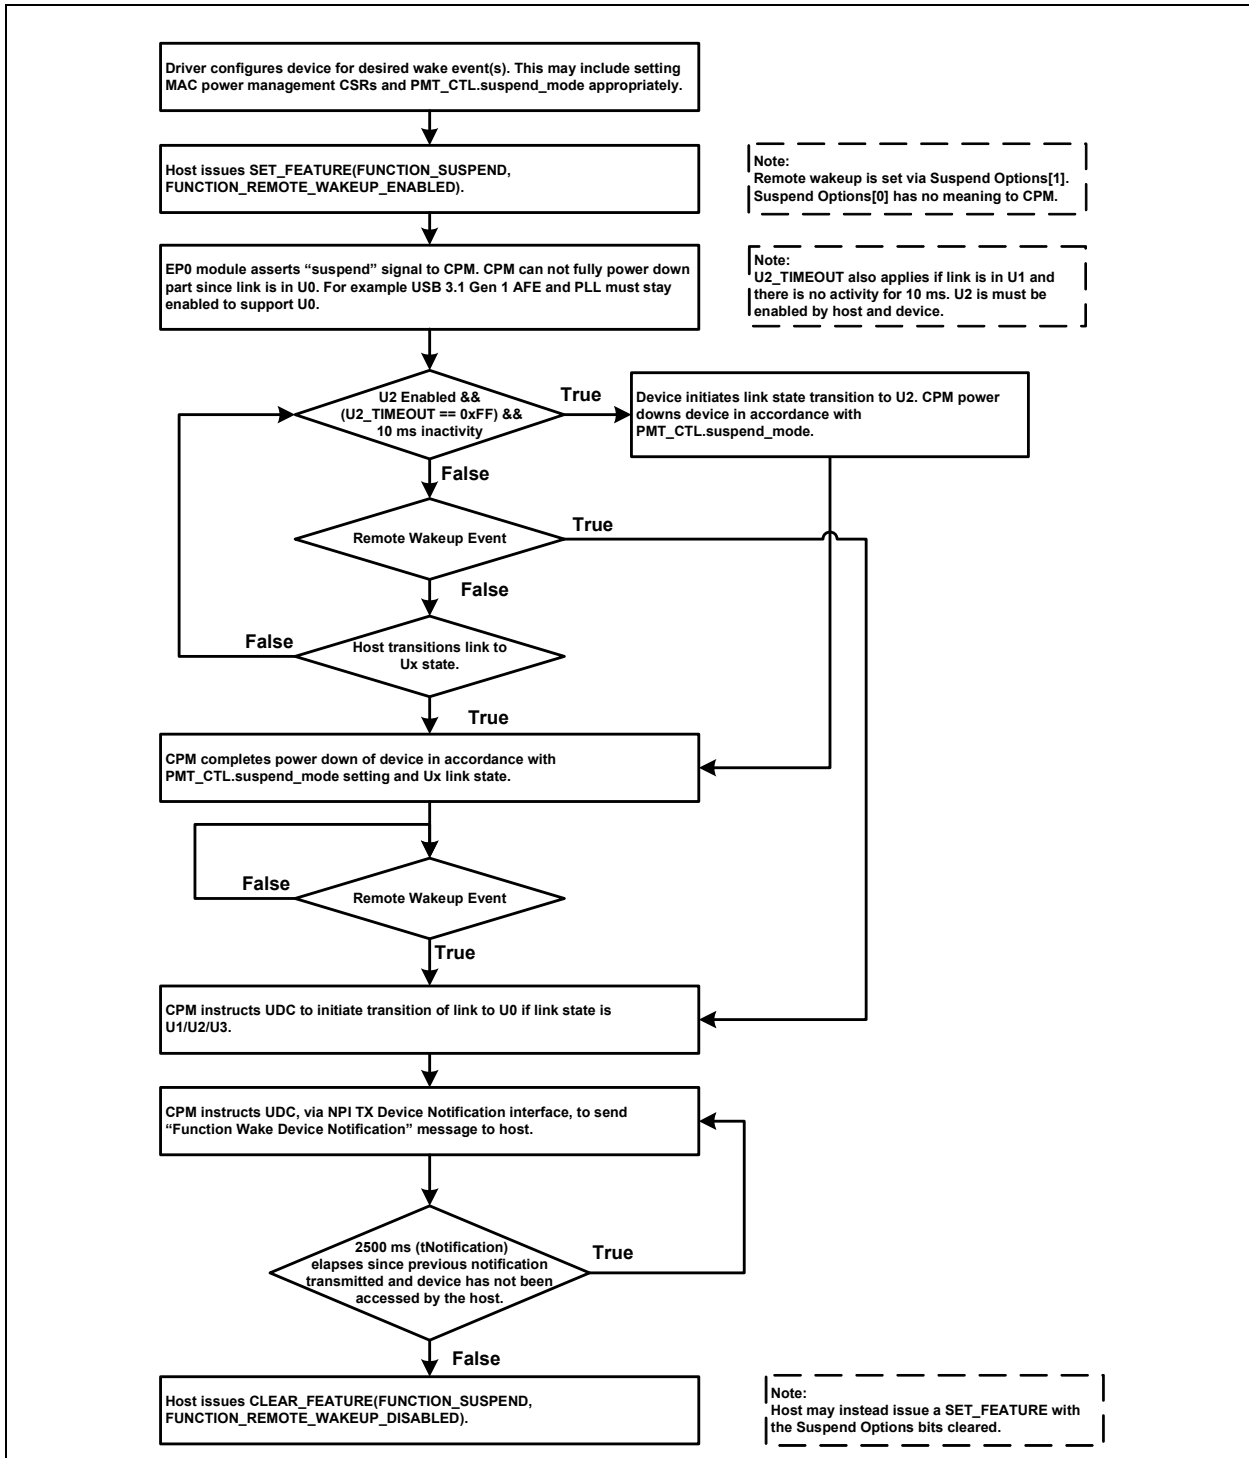 Driver configures device for desired wake event(s). This may include setting
MAC power management CSRs and PMT_CTL.suspend_mode appropriately.
Host issues SET_FEATURE(FUNCTION_SUSPEND,
FUNCTION_REMOTE_WAKEUP_ENABLED).
Note:
Remote wakeup is set via Suspend Options[1].
Suspend Options[0] has no meaning to CPM.
EP0 module asserts “suspend” signal to CPM. CPM can not fully power down
part since link is in U0. For example USB 3.1 Gen 1 AFE and PLL must stay
enabled to support U0.
Note:
U2_TIMEOUT also applies if link is in U1 and
there is no activity for 10 ms. U2 is must be
enabled by host and device.
U2 Enabled &&
(U2_TIMEOUT == 0xFF) &&
10 ms inactivity
True
Device initiates link state transition to U2. CPM power
downs device in accordance with
PMT_CTL.suspend_mode.
False
Remote Wakeup Event
True
False
Host transitions link to
Ux state.
False
True
CPM completes power down of device in accordance with
PMT_CTL.suspend_mode setting and Ux link state.
Remote Wakeup Event
False
True
CPM instructs UDC to initiate transition of link to U0 if link state is
U1/U2/U3.
CPM instructs UDC, via NPI TX Device Notification interface, to send
“Function Wake Device Notification” message to host.
2500 ms (tNotification)
elapses since previous notification
transmitted and device has not been
accessed by the host.
True
False
Host issues CLEAR_FEATURE(FUNCTION_SUSPEND,
FUNCTION_REMOTE_WAKEUP_DISABLED).
Note:
Host may instead issue a SET_FEATURE with
the Suspend Options bits cleared.